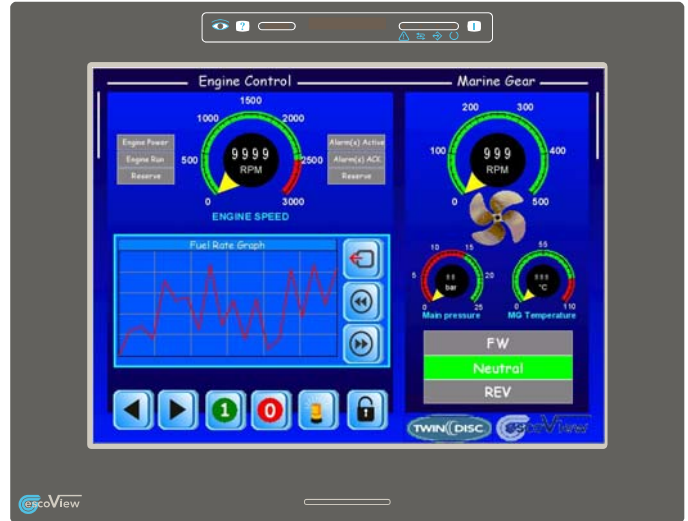 ?
Engine Control
Marine Gear
1500
1000
2000
500
2500
0
3000
9999
RPM
ENGINE SPEED
Engine Power
Engine Run
Reserve
Alarm(s) Active
Alarm(s) ACK
Reserve
200
300
100
400
0
500
999
RPM
Fuel Rate Graph
10
15
5
20
0
25
bar
Main pressure
55
0
110
°C
MG Temperature
FW
Neutral
REV
1
0
TWIN DISC
escoView
escoView